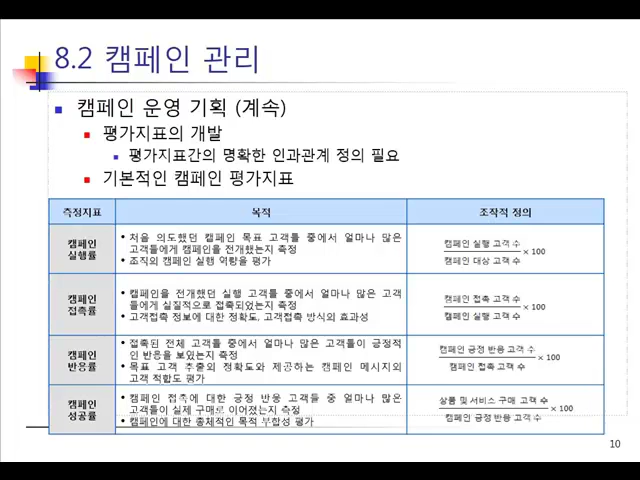 8.2 캠페인 관리
캠페인 운영 기획 (계속)
평가지표의 개발
평가지표간의 명확한 인과관계 정의 필요
기본적인 캠페인 평가지표
측정지표 목적 조작적 정의
캠페인
실행률
• 처음 의도했던 캠페인 목표 고객들 중에서 얼마나 많은
고객들에게 캠페인을 전개했는지 측정
• 조직의 캠페인 실행 역량을 평가
캠페인 실행 고객 수
캠페인 대상 고객 수
× 100
캠페인
접촉률
• 캠페인을 전개했던 실행 고객들 중에서 얼마나 많은 고객
들에게 실질적으로 접촉되었는지 측정
• 고객접촉 정보에 대한 정확도, 고객접촉 방식의 효과성
캠페인 접촉 고객 수
캠페인 실행 고객 수
× 100
캠페인
반응률
• 접촉된 전체 고객들 중에서 얼마나 많은 고객들이 긍정적
인 반응을 보였는지 측정
• 목표 고객 추출의 정확도와 제공하는 캠페인 메시지의
고객 적합도 평가
캠페인 긍정 반응 고객 수
캠페인 접촉 고객 수
× 100
캠페인
성공률
• 캠페인 접촉에 대한 긍정 반응 고객들 중 얼마나 많은
고객들이 실제 구매로 이어졌는지 측정
• 캠페인에 대한 총체적인 목적 부합성 평가
상품 및 서비스 구매 고객 수
캠페인 긍정 반응 고객 수
× 100
10